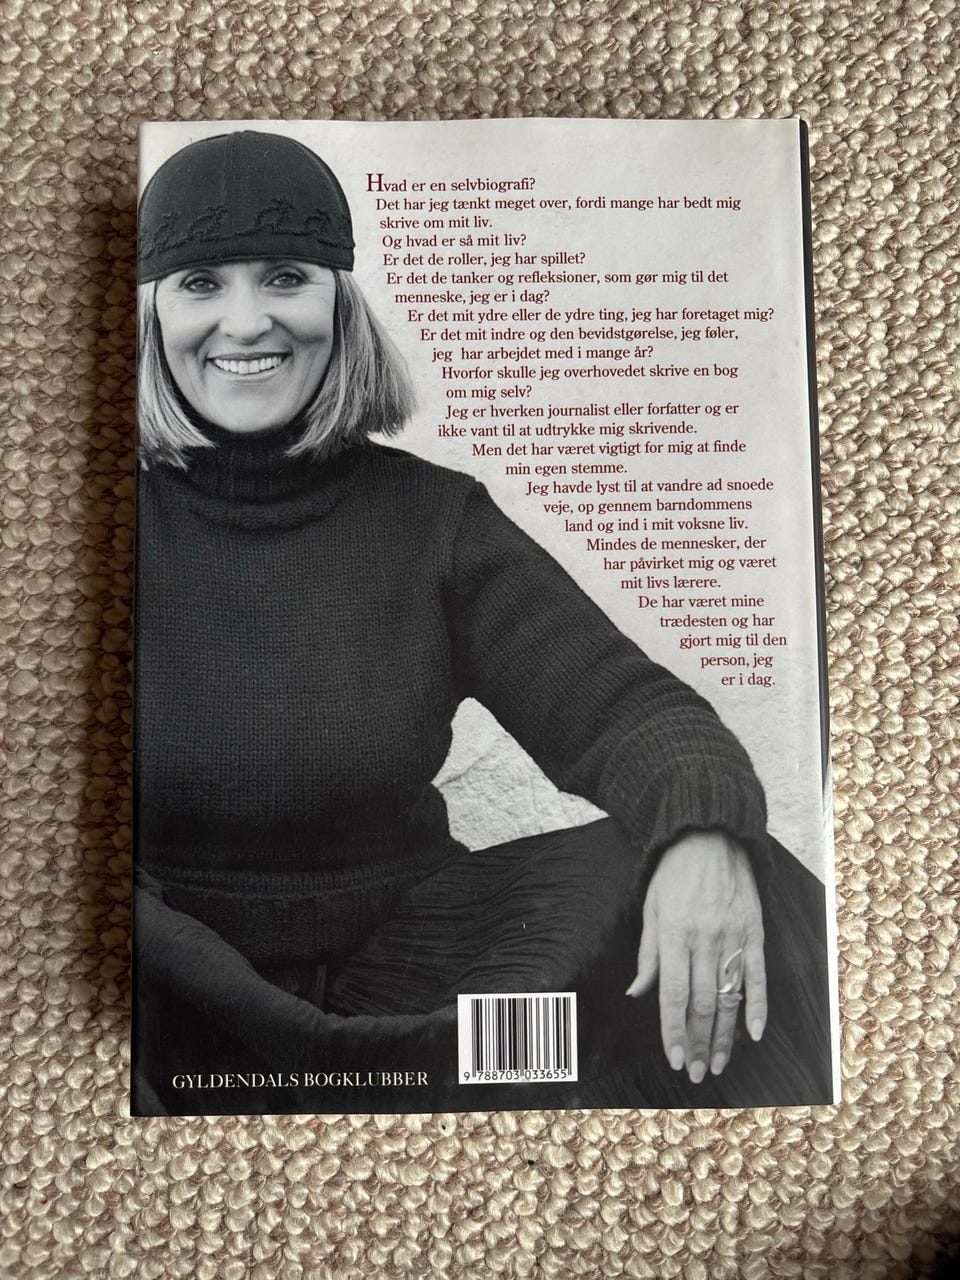 Hvad er en selvbiografi?
Det har jeg tænkt meget over, fordi mange har bedt mig
skrive om mit liv.
Og hvad er så mit liv?
Er det de roller, jeg har spillet?
Er det de tanker og refleksioner, som gør mig til det
menneske, jeg er i dag?
Er det mit ydre eller de ydre ting, jeg har foretaget mig?
Er det mit indre og den bevidstgørelse, jeg føler,
jeg har arbejdet med i mange år?
Hvorfor skulle jeg overhovedet skrive en bog
om mig selv?
Jeg er hverken journalist eller forfatter og er
ikke vant til at udtrykke mig skrivende.
Men det har været vigtigt for mig at finde
min egen stemme.
Jeg havde lyst til at vandre ad snoede
veje, op gennem barndommens
land og ind i mit voksne liv.
Mindes de mennesker, der
har påvirket mig og været
mit livs lærere.
De har været mine
trædesten og har
gjort mig til den
person, jeg
er i dag.
GYLDENDALS BOGKLUBBER
9 788703 033655